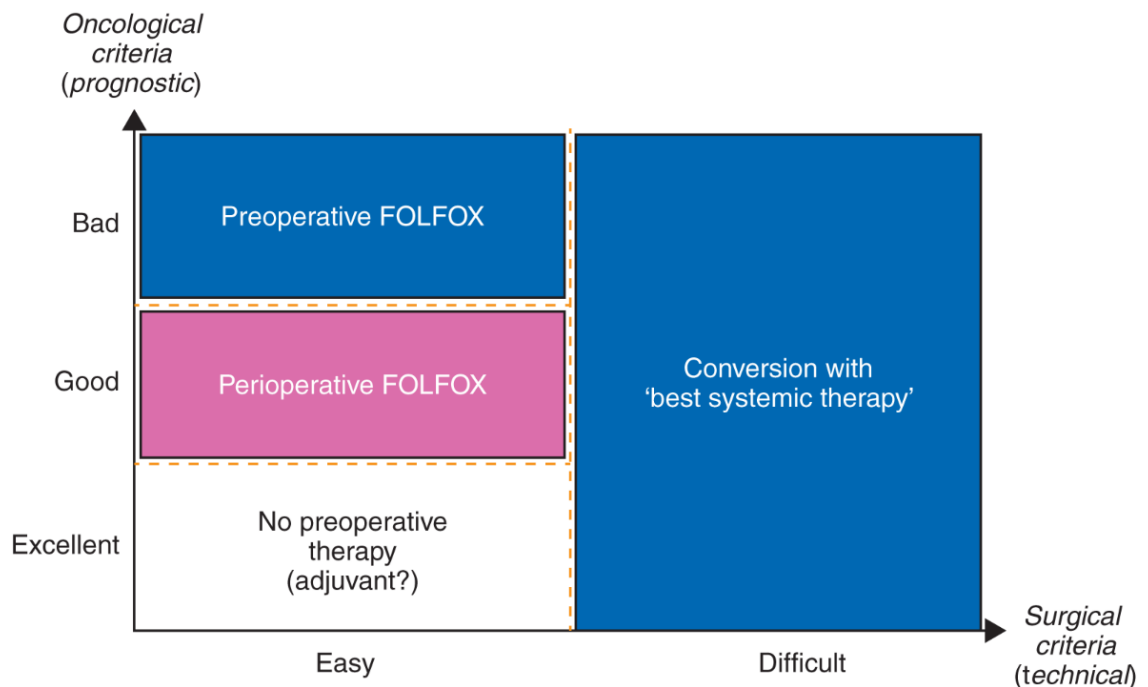 Oncological
criteria
(prognostic)
Bad
Preoperative FOLFOX
Good
Perioperative FOLFOX
Conversion with
‘best systemic therapy’
Excellent
No preoperative
therapy
(adjuvant?)
Easy
Difficult
Surgical
criteria
(technical)